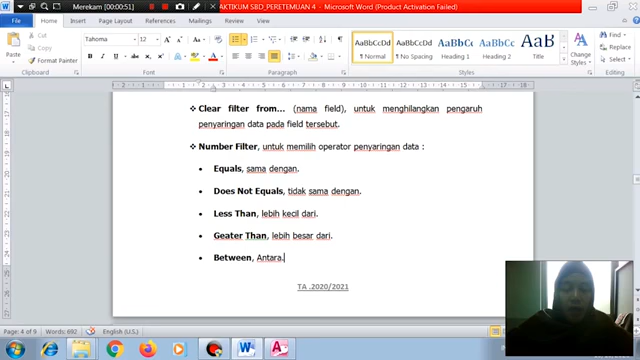 Merekam [00:00:51]
AKTIKUM SBD_PERETEMUAN 4 - Microsoft Word (Product Activation Failed)
File Home Insert Page Layout References Mailings Review View
Cut
Copy
Format Painter
Clipboard
Tahoma 12
Font
Paragraph
AaBbCcDd AaBbCcDd AaBbC AaBbCc AaB
¶ Normal ¶ No Spacing Heading 1 Heading 2 Title
Styles
Change Styles
Find
Replace
Select
Editing
Clear filter from… (nama field), untuk menghilangkan pengaruh
penyaringan data pada field tersebut.
Number Filter, untuk memilih operator penyaringan data :
• Equals, sama dengan.
• Does Not Equals, tidak sama dengan.
• Less Than, lebih kecil dari.
• Geater Than, lebih besar dari.
• Between, Antara.
TA .2020/2021
Page: 4 of 9 Words: 692 English (U.S.)